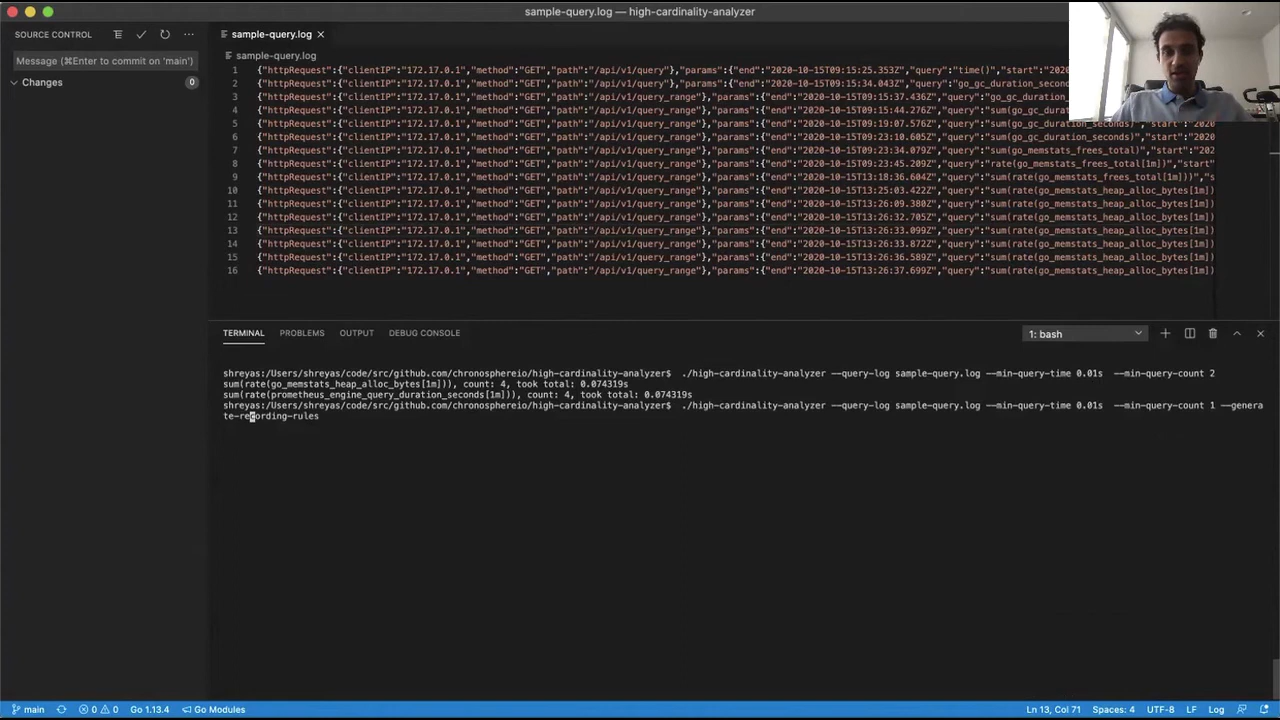 sample-query.log — high-cardinality-analyzer
SOURCE CONTROL
sample-query.log
Message (⌘Enter to commit on 'main')
sample-query.log
Changes
0
1 {"httpRequest":{"clientIP":"172.17.0.1","method":"GET","path":"/api/v1/query"},"params":{"end":"2020-10-15T09:15:25.353Z","query":"time()","start":"202
2 {"httpRequest":{"clientIP":"172.17.0.1","method":"GET","path":"/api/v1/query"},"params":{"end":"2020-10-15T09:15:34.043Z","query":"go_gc_duration_second
3 {"httpRequest":{"clientIP":"172.17.0.1","method":"GET","path":"/api/v1/query_range"},"params":{"end":"2020-10-15T09:15:37.436Z","query":"go_gc_duration_
4 {"httpRequest":{"clientIP":"172.17.0.1","method":"GET","path":"/api/v1/query_range"},"params":{"end":"2020-10-15T09:15:44.276Z","query":"sum(go_gc_durat
5 {"httpRequest":{"clientIP":"172.17.0.1","method":"GET","path":"/api/v1/query_range"},"params":{"end":"2020-10-15T09:19:07.576Z","query":"sum(go_gc_duration_seconds)","start":"2020
6 {"httpRequest":{"clientIP":"172.17.0.1","method":"GET","path":"/api/v1/query_range"},"params":{"end":"2020-10-15T09:23:10.605Z","query":"sum(go_gc_duration_seconds)","start":"2020
7 {"httpRequest":{"clientIP":"172.17.0.1","method":"GET","path":"/api/v1/query_range"},"params":{"end":"2020-10-15T09:23:34.079Z","query":"sum(go_memstats_frees_total)","start":"202
8 {"httpRequest":{"clientIP":"172.17.0.1","method":"GET","path":"/api/v1/query_range"},"params":{"end":"2020-10-15T09:23:45.209Z","query":"rate(go_memstats_frees_total[1m])","start"
9 {"httpRequest":{"clientIP":"172.17.0.1","method":"GET","path":"/api/v1/query_range"},"params":{"end":"2020-10-15T13:18:36.604Z","query":"sum(rate(go_memstats_frees_total[1m]))","s
10 {"httpRequest":{"clientIP":"172.17.0.1","method":"GET","path":"/api/v1/query_range"},"params":{"end":"2020-10-15T13:25:03.422Z","query":"sum(rate(go_memstats_heap_alloc_bytes[1m])
11 {"httpRequest":{"clientIP":"172.17.0.1","method":"GET","path":"/api/v1/query_range"},"params":{"end":"2020-10-15T13:26:09.380Z","query":"sum(rate(go_memstats_heap_alloc_bytes[1m])
12 {"httpRequest":{"clientIP":"172.17.0.1","method":"GET","path":"/api/v1/query_range"},"params":{"end":"2020-10-15T13:26:32.705Z","query":"sum(rate(go_memstats_heap_alloc_bytes[1m])
13 {"httpRequest":{"clientIP":"172.17.0.1","method":"GET","path":"/api/v1/query_range"},"params":{"end":"2020-10-15T13:26:33.099Z","query":"sum(rate(go_memstats_heap_alloc_bytes[1m])
14 {"httpRequest":{"clientIP":"172.17.0.1","method":"GET","path":"/api/v1/query_range"},"params":{"end":"2020-10-15T13:26:33.872Z","query":"sum(rate(go_memstats_heap_alloc_bytes[1m])
15 {"httpRequest":{"clientIP":"172.17.0.1","method":"GET","path":"/api/v1/query_range"},"params":{"end":"2020-10-15T13:26:36.589Z","query":"sum(rate(go_memstats_heap_alloc_bytes[1m])
16 {"httpRequest":{"clientIP":"172.17.0.1","method":"GET","path":"/api/v1/query_range"},"params":{"end":"2020-10-15T13:26:37.699Z","query":"sum(rate(go_memstats_heap_alloc_bytes[1m])
TERMINAL PROBLEMS OUTPUT DEBUG CONSOLE 1: bash
shreyas:/Users/shreyas/code/src/github.com/chronosphereio/high-cardinality-analyzer$ ./high-cardinality-analyzer --query-log sample-query.log --min-query-time 0.01s --min-query-count 2
sum(rate(go_memstats_heap_alloc_bytes[1m])), count: 4, took total: 0.074319s
sum(rate(prometheus_engine_query_duration_seconds[1m])), count: 4, took total: 0.074319s
shreyas:/Users/shreyas/code/src/github.com/chronosphereio/high-cardinality-analyzer$ ./high-cardinality-analyzer --query-log sample-query.log --min-query-time 0.01s --min-query-count 1 --genera
te-recording-rules
main 0 0 Go 1.13.4 Go Modules Ln 13, Col 71 Spaces: 4 UTF-8 LF Log